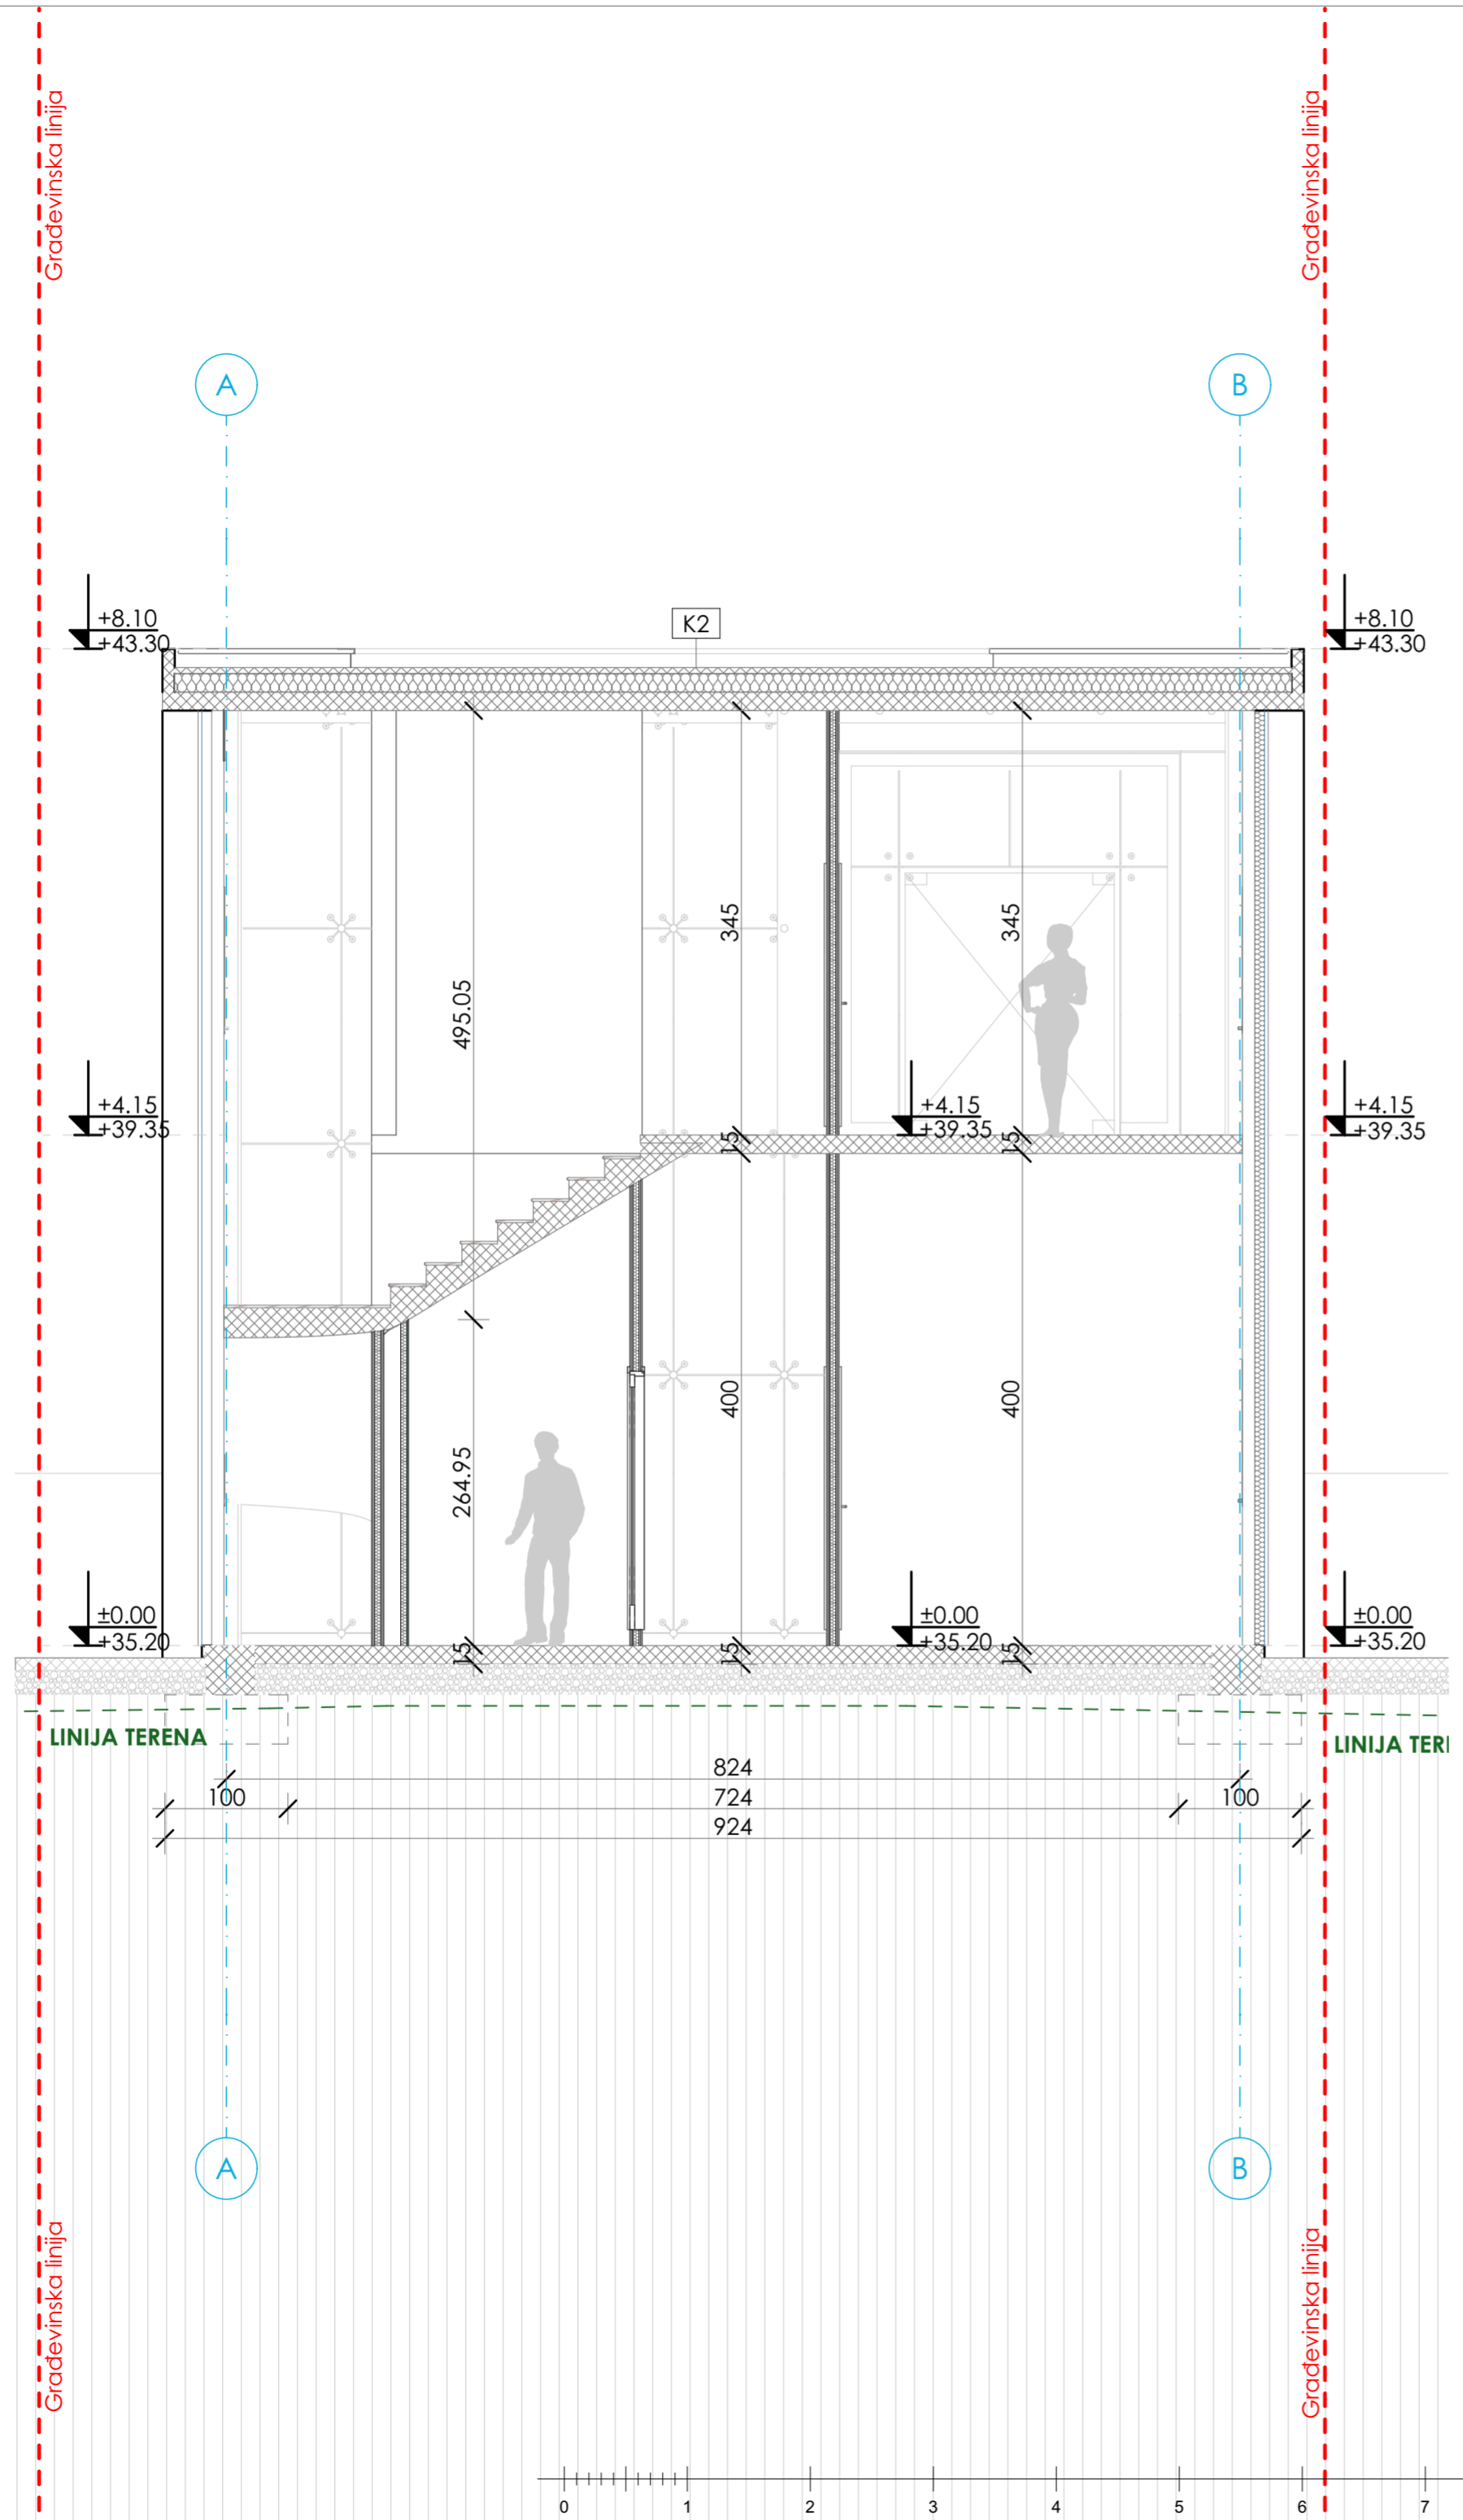 Građevinska linija
Građevinska linija
A
B
+8.10
+43.30
K2
+8.10
+43.30
345
345
495.05
+4.15
+39.35
+4.15
+39.35
+4.15
+39.35
15
15
400
400
264.95
±0.00
+35.20
±0.00
+35.20
±0.00
+35.20
15
15
15
LINIJA TERENA
LINIJA TERE
824
100
724
100
924
A
B
Građevinska linija
Građevinska linija
0 1 2 3 4 5 6 7